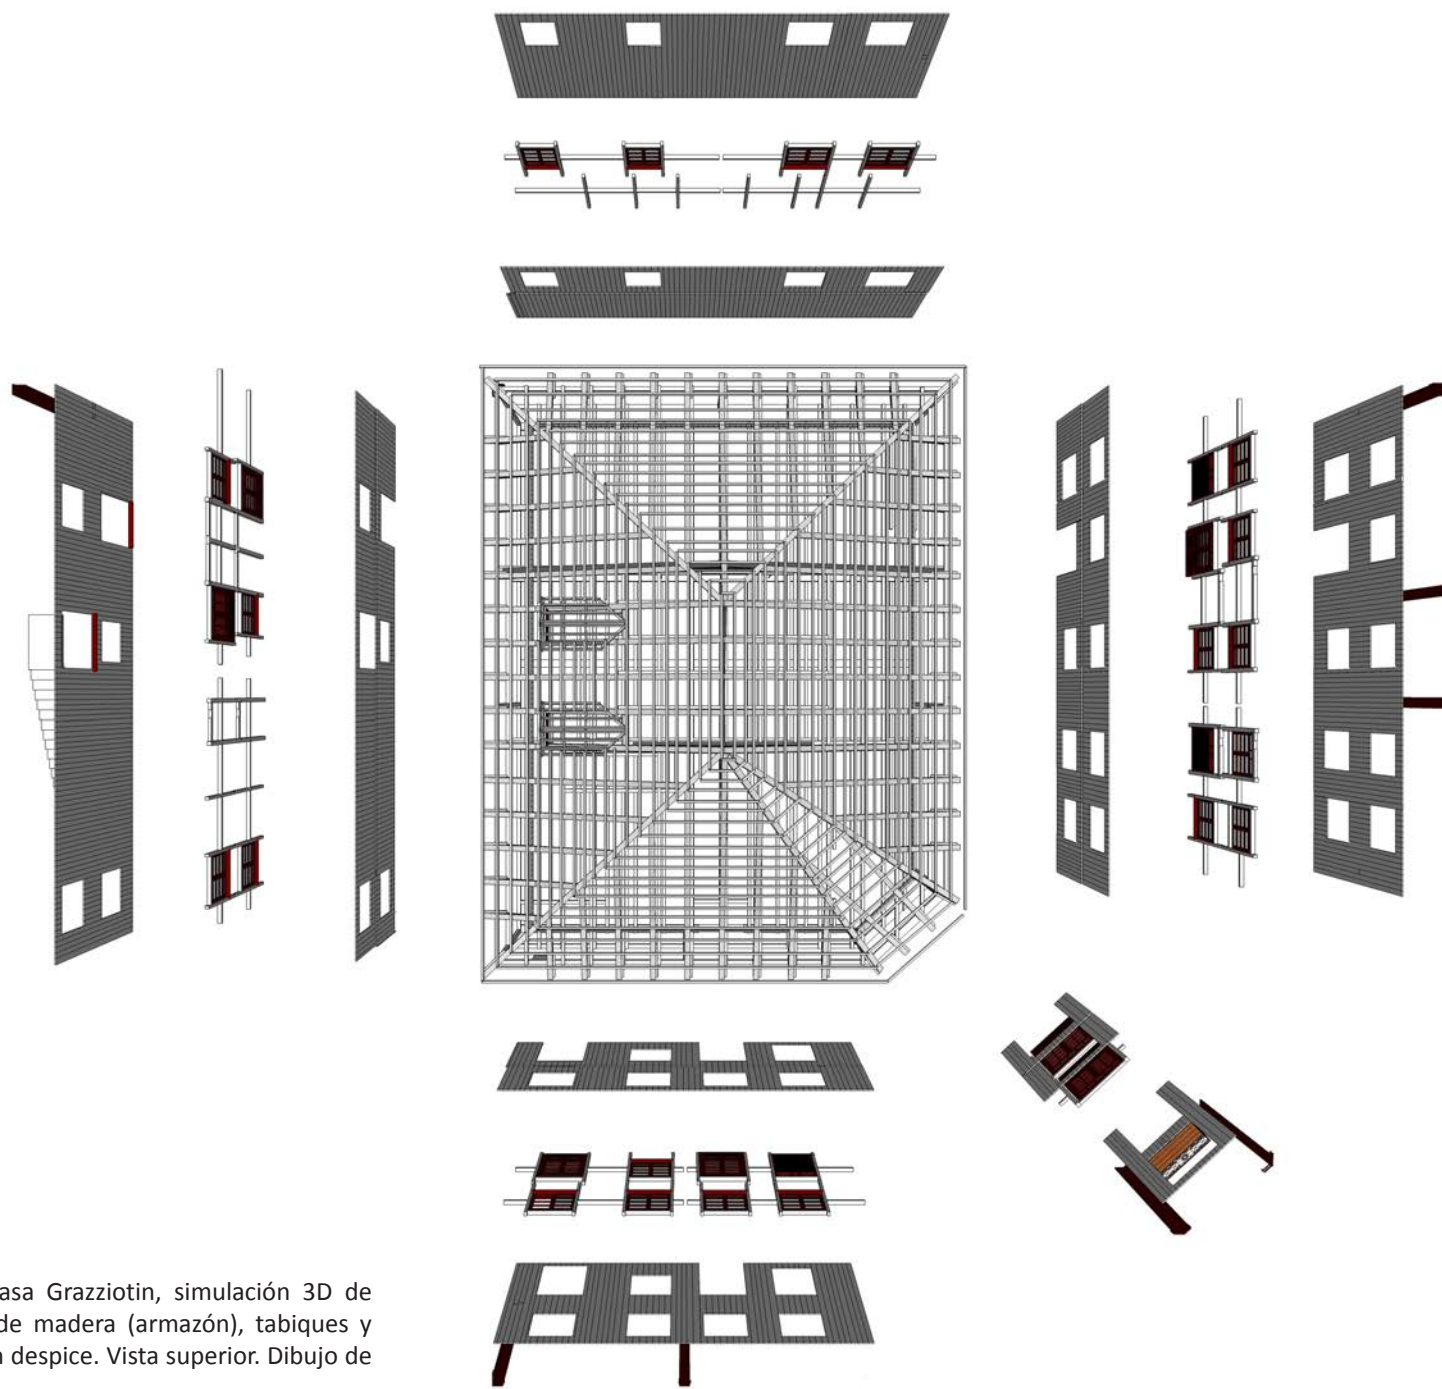 asa Grazziotin, simulación 3D de
de madera (armazón), tabiques y
n despice. Vista superior. Dibujo de